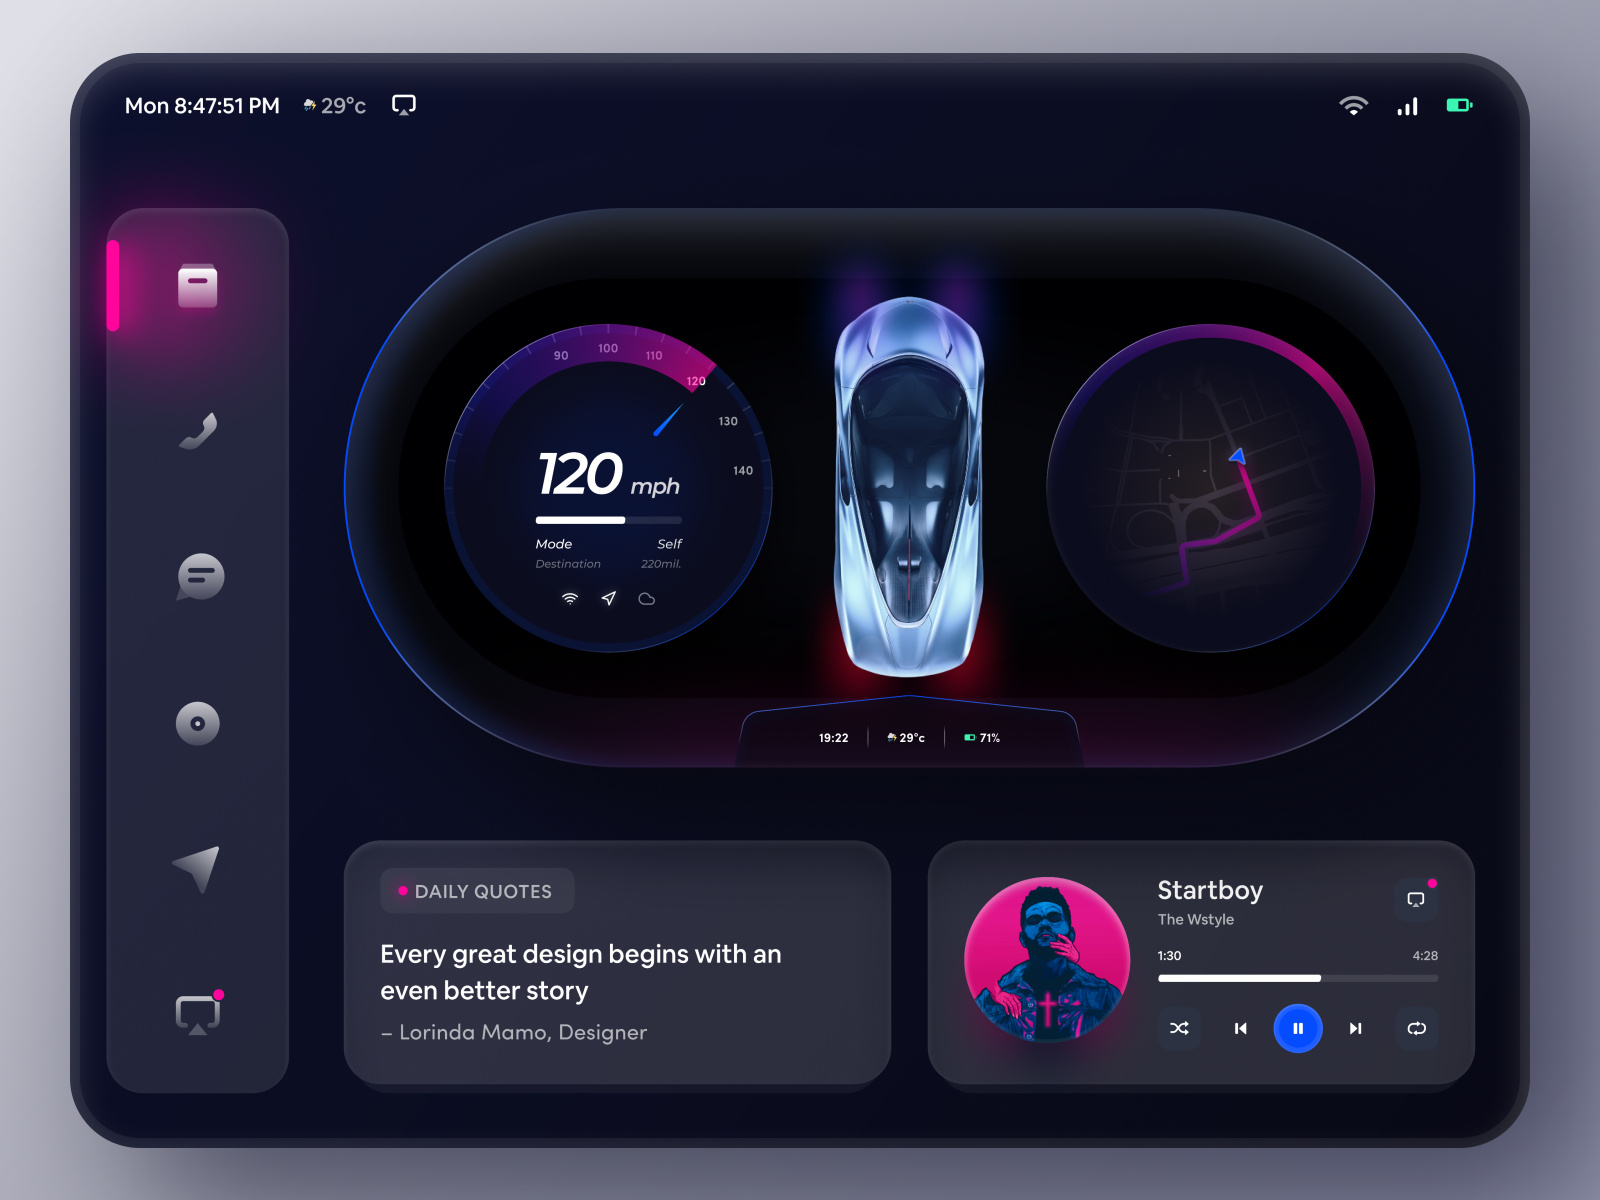 Mon 8:47:51 PM 29°c
90 100 110 120 130 140
120 mph
Mode Self
Destination 220mil.
19:22 29°c 71%
DAILY QUOTES
Every great design begins with an
even better story
– Lorinda Mamo, Designer
Startboy
The Wstyle
1:30 4:28